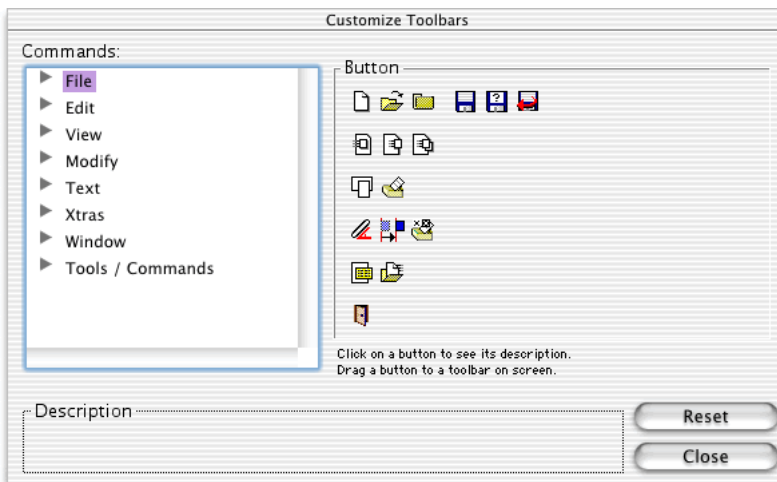 Customize Toolbars
Commands:
File
Edit
View
Modify
Text
Xtras
Window
Tools / Commands
Button
Click on a button to see its description.
Drag a button to a toolbar on screen.
Description
Reset
Close